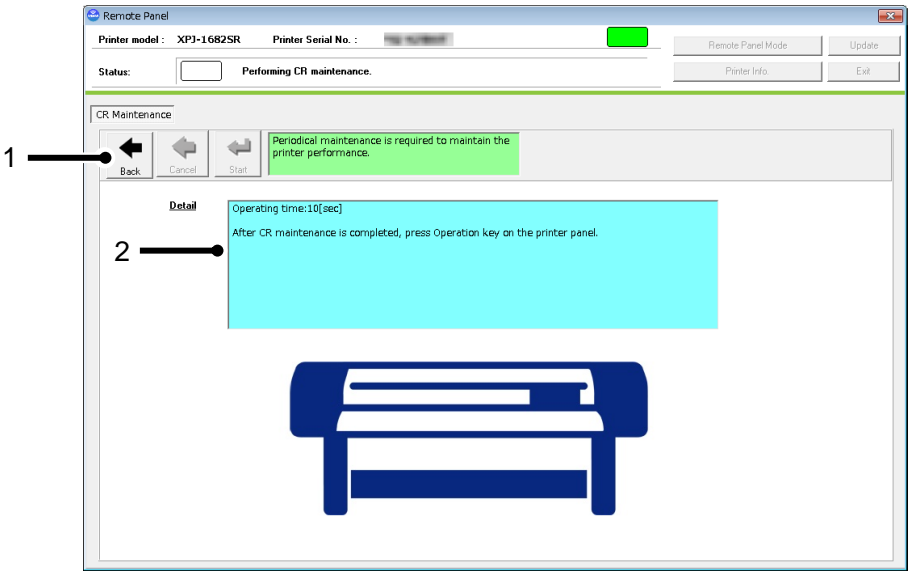 Remote Panel
Printer model : XPJ-1682SR Printer Serial No. :
Remote Panel Mode Update
Status: Performing CR maintenance.
Printer Info. Exit
CR Maintenance
1
Back Cancel Start
Periodical maintenance is required to maintain the
printer performance.
Detail
Operating time:10[sec]
After CR maintenance is completed, press Operation key on the printer panel.
2